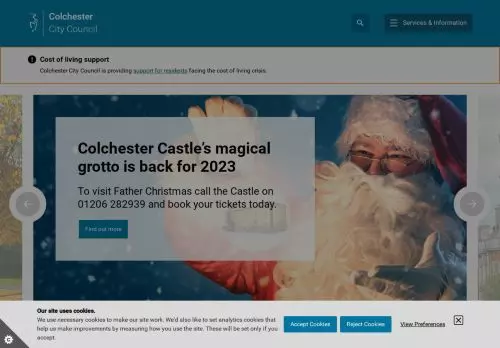 Colchester
City Council
Services & Information
Cost of living support
Colchester City Council is providing support for residents facing the cost of living crisis.
Colchester Castle's magical
grotto is back for 2023
To visit Father Christmas call the Castle on
01206 282939 and book your tickets today.
Find out more
Our site uses cookies.
We use necessary cookies to make our site work. We'd also like to set analytics cookies that
help us make improvements by measuring how you use the site. These will be set only if you
accept.
Accept Cookies
Reject Cookies
View Preferences